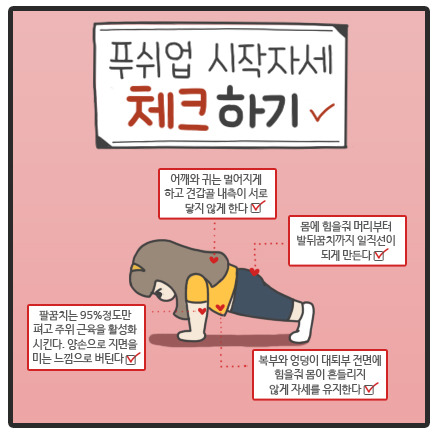 푸쉬업 시작자세
체크하기
어깨와 귀는 멀어지게
하고 견갑골 내측이 서로
닿지 않게 한다
몸에 힘을줘 머리부터
발뒤꿈치까지 일직선이
되게 만든다
팔꿈치는 95%정도만
펴고 주위 근육을 활성화
시킨다. 양손으로 지면을
미는 느낌으로 버틴다
복부와 엉덩이 대퇴부 전면에
힘을줘 몸이 흔들리지
않게 자세를 유지한다